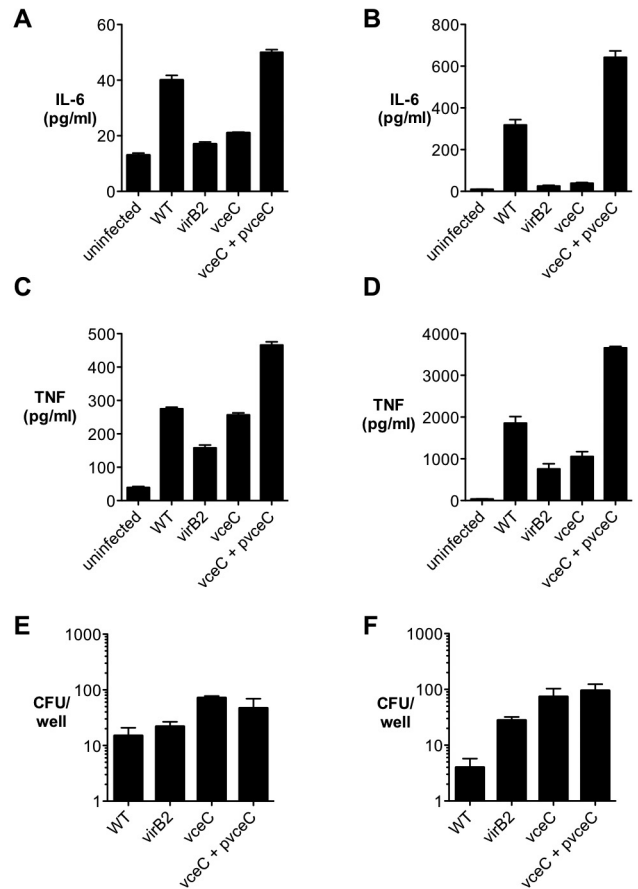 A
IL-6
(pg/ml)
60
40
20
0
uninfected
WT
virB2
vceC
vceC + pvceC
B
IL-6
(pg/ml)
800
600
400
200
0
uninfected
WT
virB2
vceC
vceC + pvceC
C
TNF
(pg/ml)
500
400
300
200
100
0
uninfected
WT
virB2
vceC
vceC + pvceC
D
TNF
(pg/ml)
4000
3000
2000
1000
0
uninfected
WT
virB2
vceC
vceC + pvceC
E
CFU/
well
1000
100
10
1
WT
virB2
vceC
vceC + pvceC
F
CFU/
well
1000
100
10
1
WT
virB2
vceC
vceC + pvceC